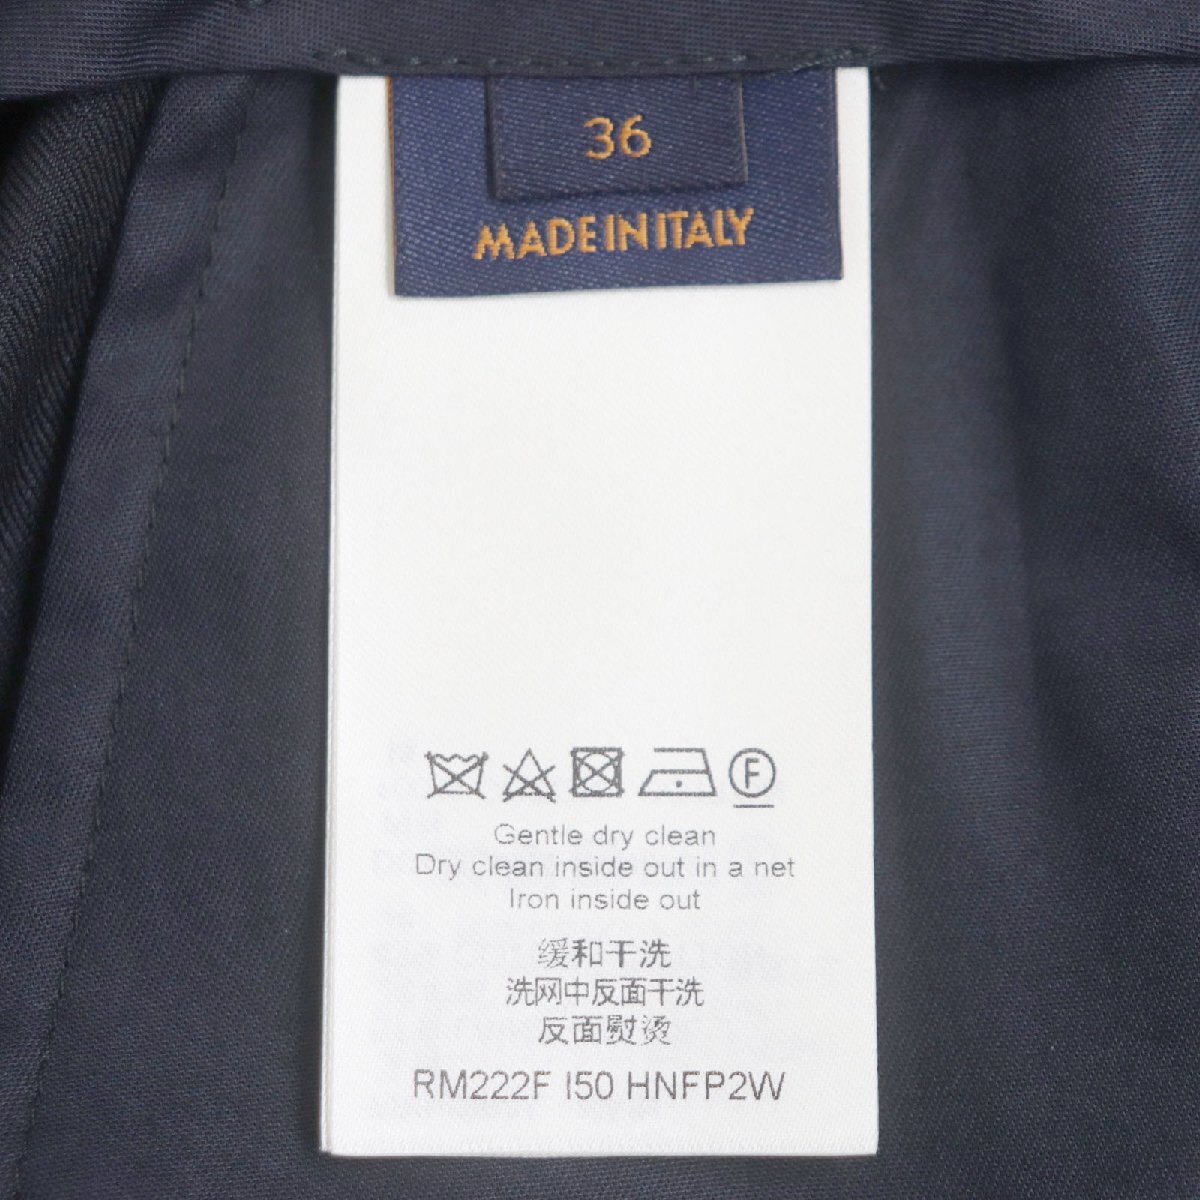 36
MADE IN ITALY
F
Gentle dry clean
Dry clean inside out in a net
Iron inside out
缓和干洗
洗网中反面干洗
反面熨烫
RM222F I50 HNFP2W